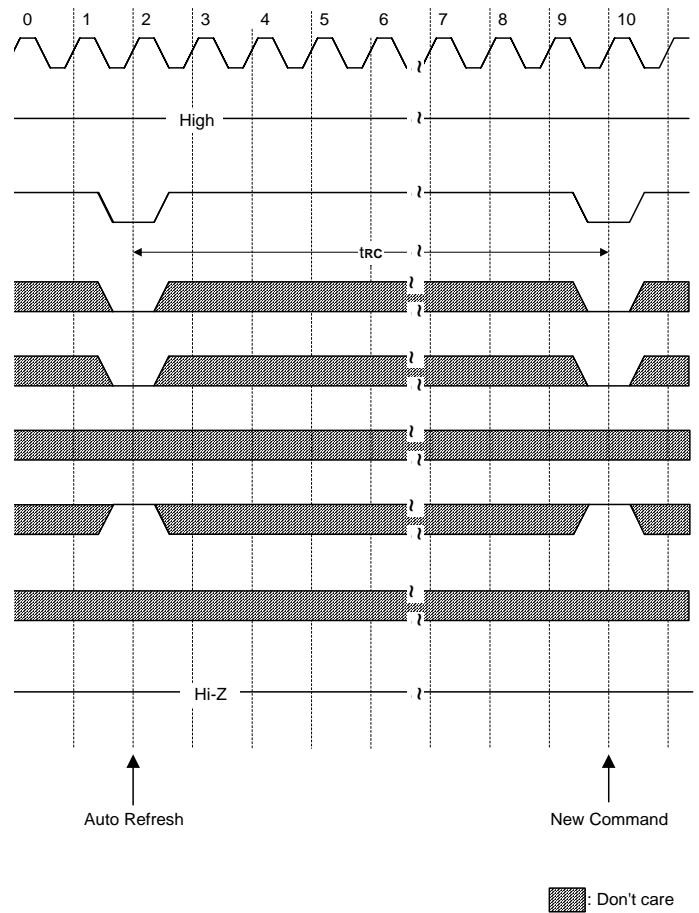 0 1 2 3 4 5 6 7 8 9 10
High
tRC
Hi-Z
Auto Refresh New Command
: Don't care